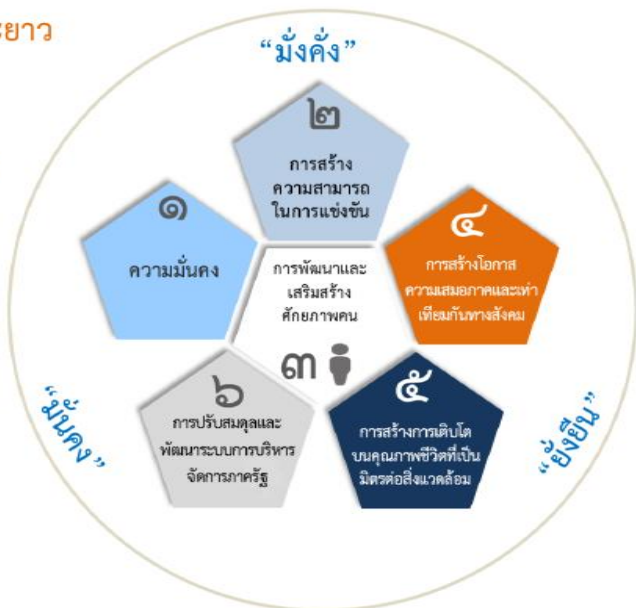 ะยาว
“มั่งคั่ง”
๒
การสร้าง
ความสามารถ
ในการแข่งขัน
๑
ความมั่นคง
การพัฒนาและ
เสริมสร้าง
ศักยภาพคน
๓
๔
การสร้างโอกาส
ความเสมอภาคและเท่า
เทียมกันทางสังคม
๖
การปรับสมดุลและ
พัฒนาระบบการบริหาร
จัดการภาครัฐ
๕
การสร้างการเติบโต
บนคุณภาพชีวิตที่เป็น
มิตรต่อสิ่งแวดล้อม
“มั่นคง”
“ยั่งยืน”